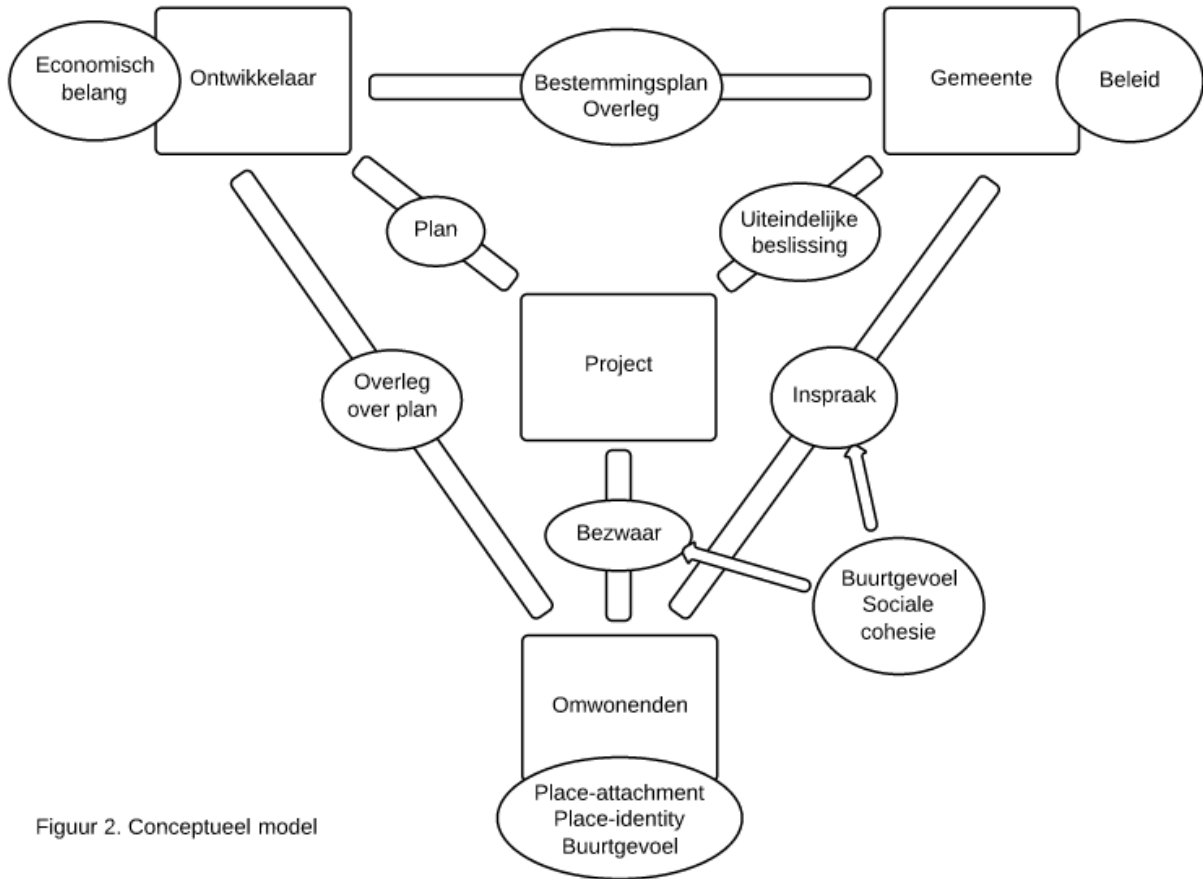 Economisch
belang
Ontwikkelaar
Bestemmingsplan
Overleg
Gemeente
Beleid
Plan
Uiteindelijke
beslissing
Project
Overleg
over plan
Inspraak
Bezwaar
Buurtgevoel
Sociale
cohesie
Omwonenden
Place-attachment
Place-identity
Buurtgevoel
Figuur 2. Conceptueel model